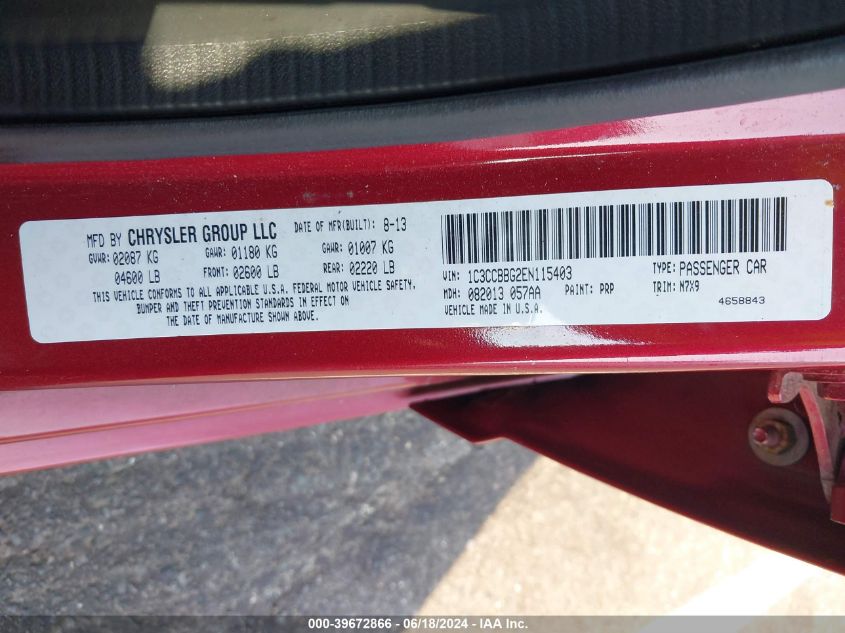 MFD BY CHRYSLER GROUP LLC DATE OF MFR(BUILT): 8-13
GVWR: 02087 KG GAWR: 01180 KG GAWR: 01007 KG
04600 LB FRONT: 02600 LB REAR: 02220 LB
THIS VEHICLE CONFORMS TO ALL APPLICABLE U.S.A. FEDERAL MOTOR VEHICLE SAFETY,
BUMPER AND THEFT PREVENTION STANDARDS IN EFFECT ON
THE DATE OF MANUFACTURE SHOWN ABOVE.
VIN: 1C3CCBBG2EN115403 TYPE: PASSENGER CAR
MDH: 082013 057AA PAINT: PRP TRIM: N7X9
VEHICLE MADE IN U.S.A. 4658843
000-39672866 - 06/18/2024 - IAA, Inc.